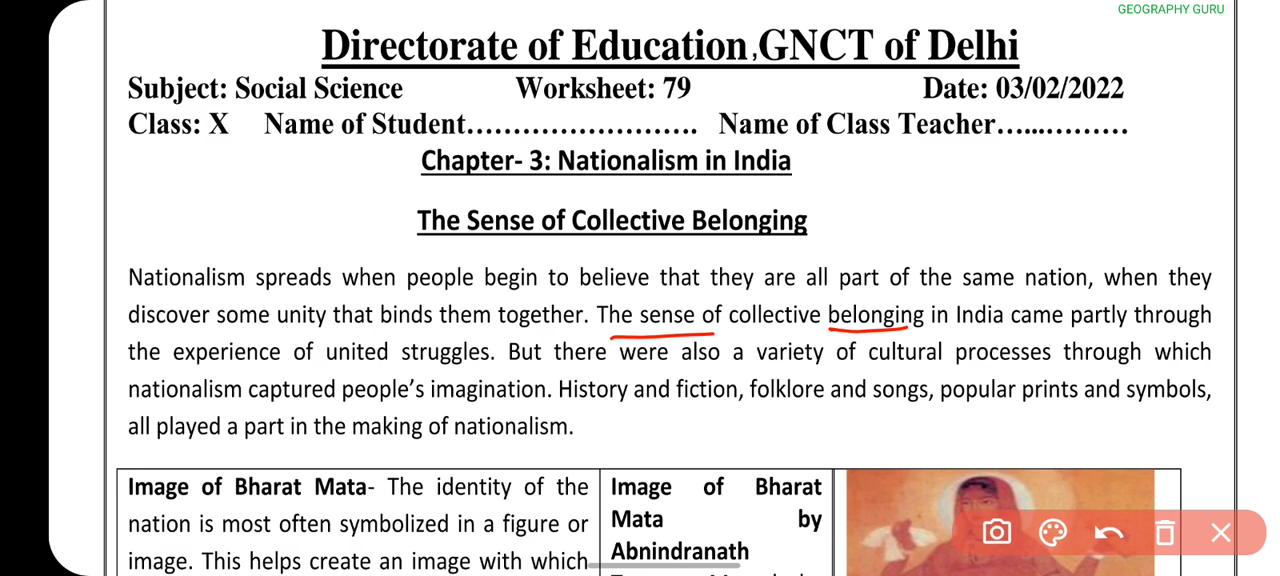 GEOGRAPHY GURU
Directorate of Education,GNCT of Delhi
Subject: Social Science Worksheet: 79 Date: 03/02/2022
Class: X Name of Student......................... Name of Class Teacher…...………
Chapter- 3: Nationalism in India
The Sense of Collective Belonging
Nationalism spreads when people begin to believe that they are all part of the same nation, when they
discover some unity that binds them together. The sense of collective belonging in India came partly through
the experience of united struggles. But there were also a variety of cultural processes through which
nationalism captured people’s imagination. History and fiction, folklore and songs, popular prints and symbols,
all played a part in the making of nationalism.
Image of Bharat Mata- The identity of the
nation is most often symbolized in a figure or
image. This helps create an image with which
Image of Bharat
Mata by
Abnindranath